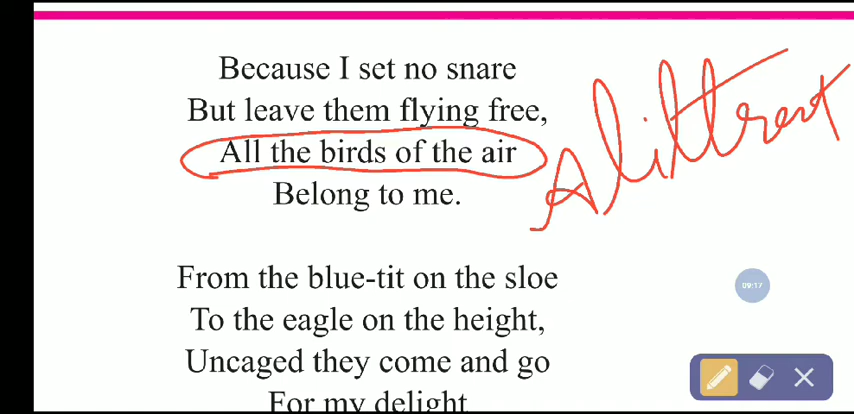 Because I set no snare
But leave them flying free,
All the birds of the air
Belong to me.
Alittrent
From the blue-tit on the sloe
To the eagle on the height,
Uncaged they come and go
For my delight
09:17